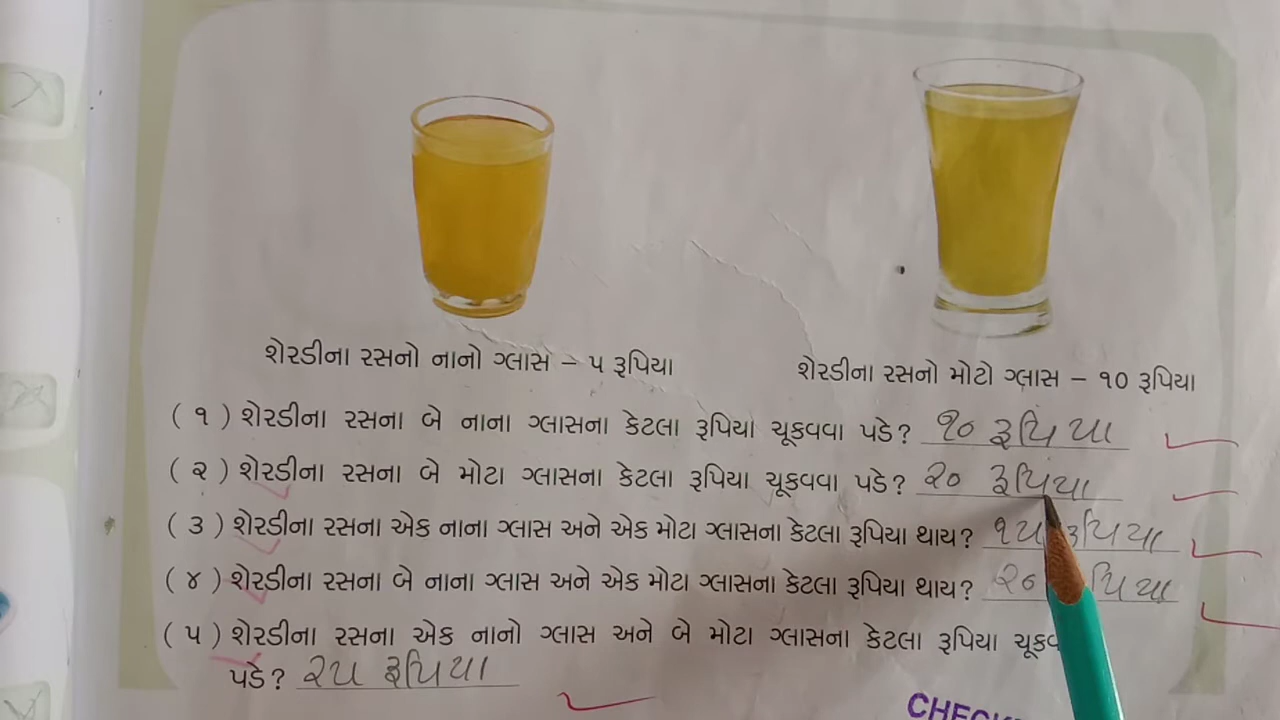 શેરડીના રસનો નાનો ગ્લાસ – ૫ રૂપિયા
શેરડીના રસનો મોટો ગ્લાસ – ૧૦ રૂપિયા
( ૧ ) શેરડીના રસના બે નાના ગ્લાસના કેટલા રૂપિયા ચૂકવવા પડે? ૧૦ રૂપિયા
( ૨ ) શેરડીના રસના બે મોટા ગ્લાસના કેટલા રૂપિયા ચૂકવવા પડે? ૨૦ રૂપિયા
( ૩ ) શેરડીના રસના એક નાના ગ્લાસ અને એક મોટા ગ્લાસના કેટલા રૂપિયા થાય? ૧૫ રૂપિયા
( ૪ ) શેરડીના રસના બે નાના ગ્લાસ અને એક મોટા ગ્લાસના કેટલા રૂપિયા થાય? ૨૦
( ૫ ) શેરડીના રસના એક નાનો ગ્લાસ અને બે મોટા ગ્લાસના કેટલા રૂપિયા
પડે? ૨૫ રૂપિયા